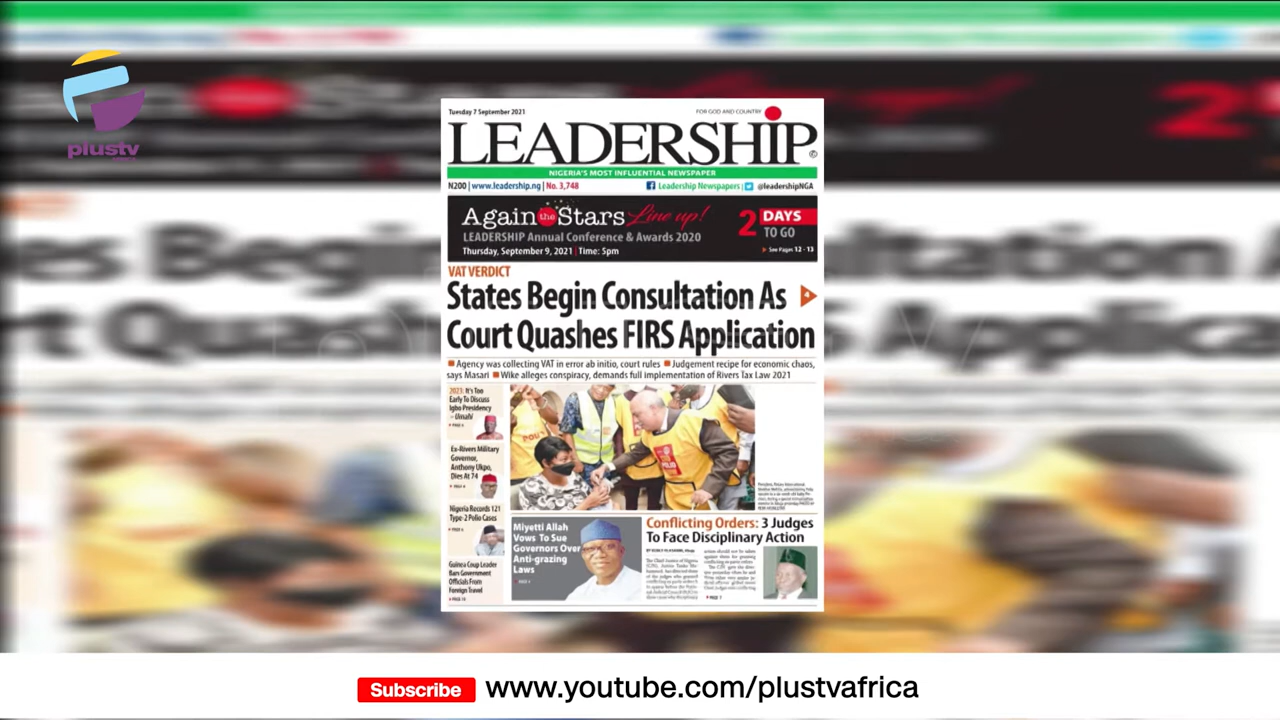 plustv
AFRICA
Tuesday 7 September 2021
FOR GOD AND COUNTRY
LEADERSHIP
NIGERIA'S MOST INFLUENTIAL NEWSPAPER
N200 | www.leadership.ng | No. 3,748
Leadership Newspapers | @leadershipNGA
Again the Stars Line up!
LEADERSHIP Annual Conference & Awards 2020
Thursday, September 9, 2021 | Time: 5pm
2 DAYS
TO GO
See Pages 12 - 13
VAT VERDICT
States Begin Consultation As
4
Court Quashes FIRS Application
Agency was collecting VAT in error ab initio, court rules Judgement recipe for economic chaos,
says Masari Wike alleges conspiracy, demands full implementation of Rivers Tax Law 2021
2023: It's Too
Early To Discuss
Igbo Presidency
- Umahi
Ex-Rivers Military
Governor,
Anthony Ukpo,
Dies At 74
Nigeria Records 121
Type-2 Polio Cases
Guinea Coup Leader
Bars Government
Officials From
Foreign Travel
Miyetti Allah
Vows To Sue
Governors Over
Anti-grazing
Laws
Conflicting Orders: 3 Judges
To Face Disciplinary Action
Subscribe
www.youtube.com/plustvafrica